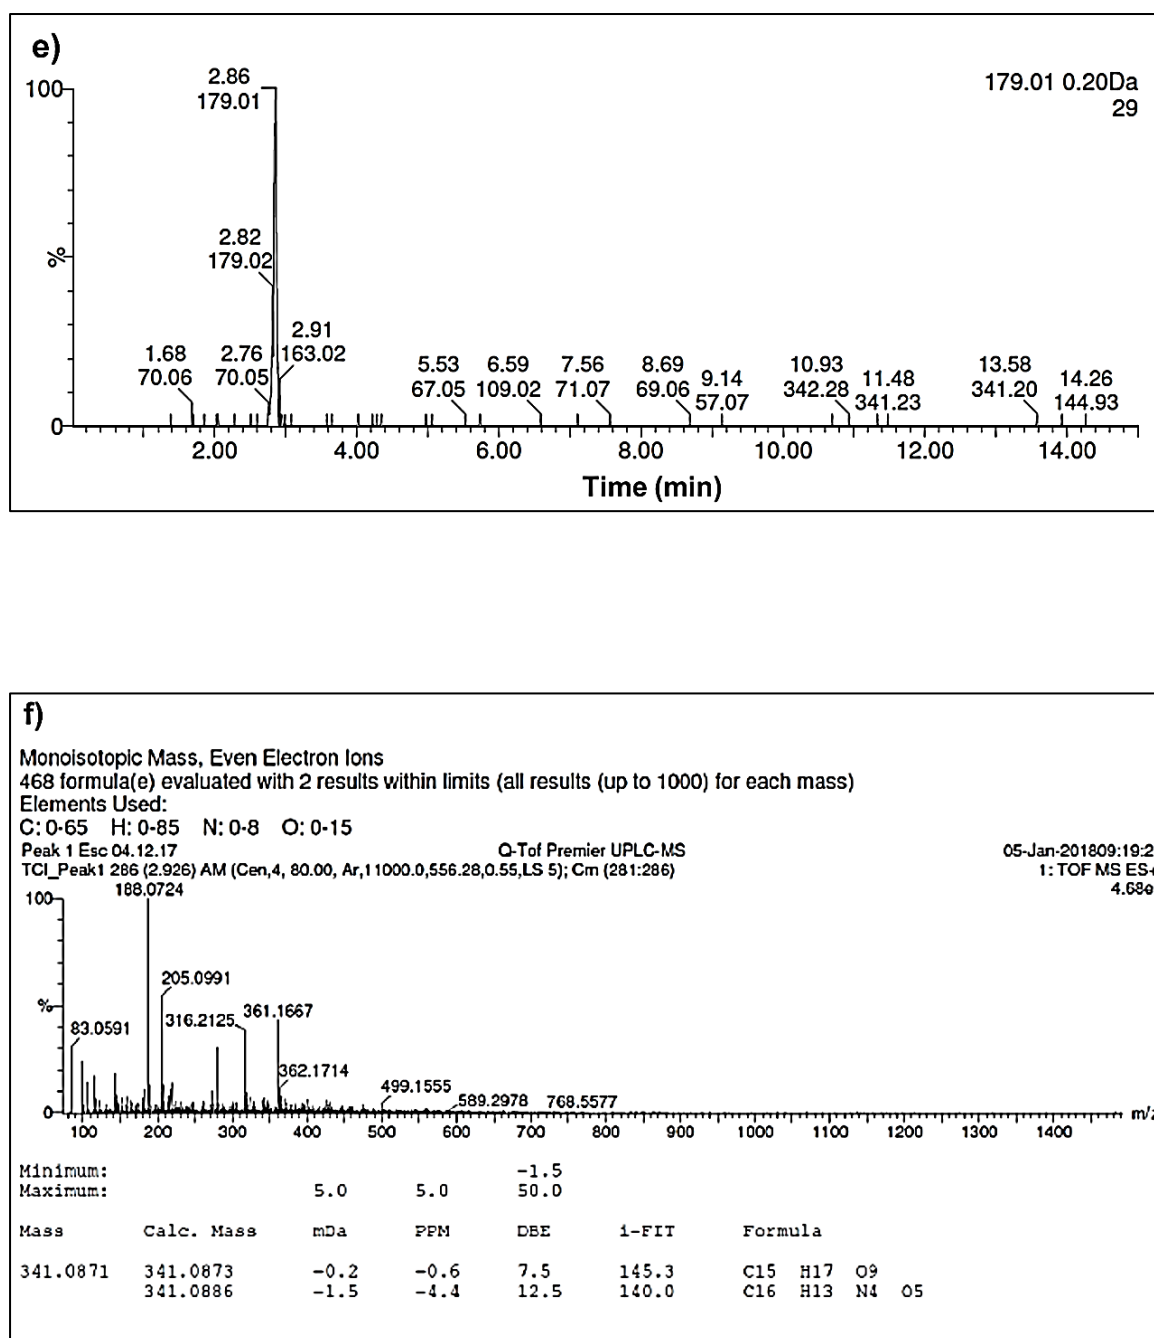 e)
2.86
179.01
100
179.01 0.20Da
29
2.82
179.02
%
2.91
163.02
1.68
70.06
2.76
70.05
5.53
67.05
6.59
109.02
7.56
71.07
8.69
69.06
9.14
57.07
10.93
342.28
11.48
341.23
13.58
341.20
14.26
144.93
0
2.00 4.00 6.00 8.00 10.00 12.00 14.00
Time (min)
f)
Monoisotopic Mass, Even Electron Ions
468 formula(e) evaluated with 2 results within limits (all results (up to 1000) for each mass)
Elements Used:
C: 0-65 H: 0-85 N: 0-8 O: 0-15
Peak 1 Esc 04.12.17 Q-Tof Premier UPLC-MS 05-Jan-201809:19:2
TCI_Peak1 286 (2.926) AM (Cen,4, 80.00, Ar,11000.0,556.28,0.55,LS 5); Cm (281:286) 1: TOF MS ES+
4.68e
100
188.0724
205.0991
%
83.0591
316.2125
361.1667
362.1714
499.1555
589.2978
768.5577
0
m/z
100 200 300 400 500 600 700 800 900 1000 1100 1200 1300 1400
Minimum: -1.5
Maximum: 5.0 5.0 50.0
Mass Calc. Mass mDa PPM DBE i-FIT Formula
341.0871 341.0873 -0.2 -0.6 7.5 145.3 C15 H17 O9
341.0886 -1.5 -4.4 12.5 140.0 C16 H13 N4 O5